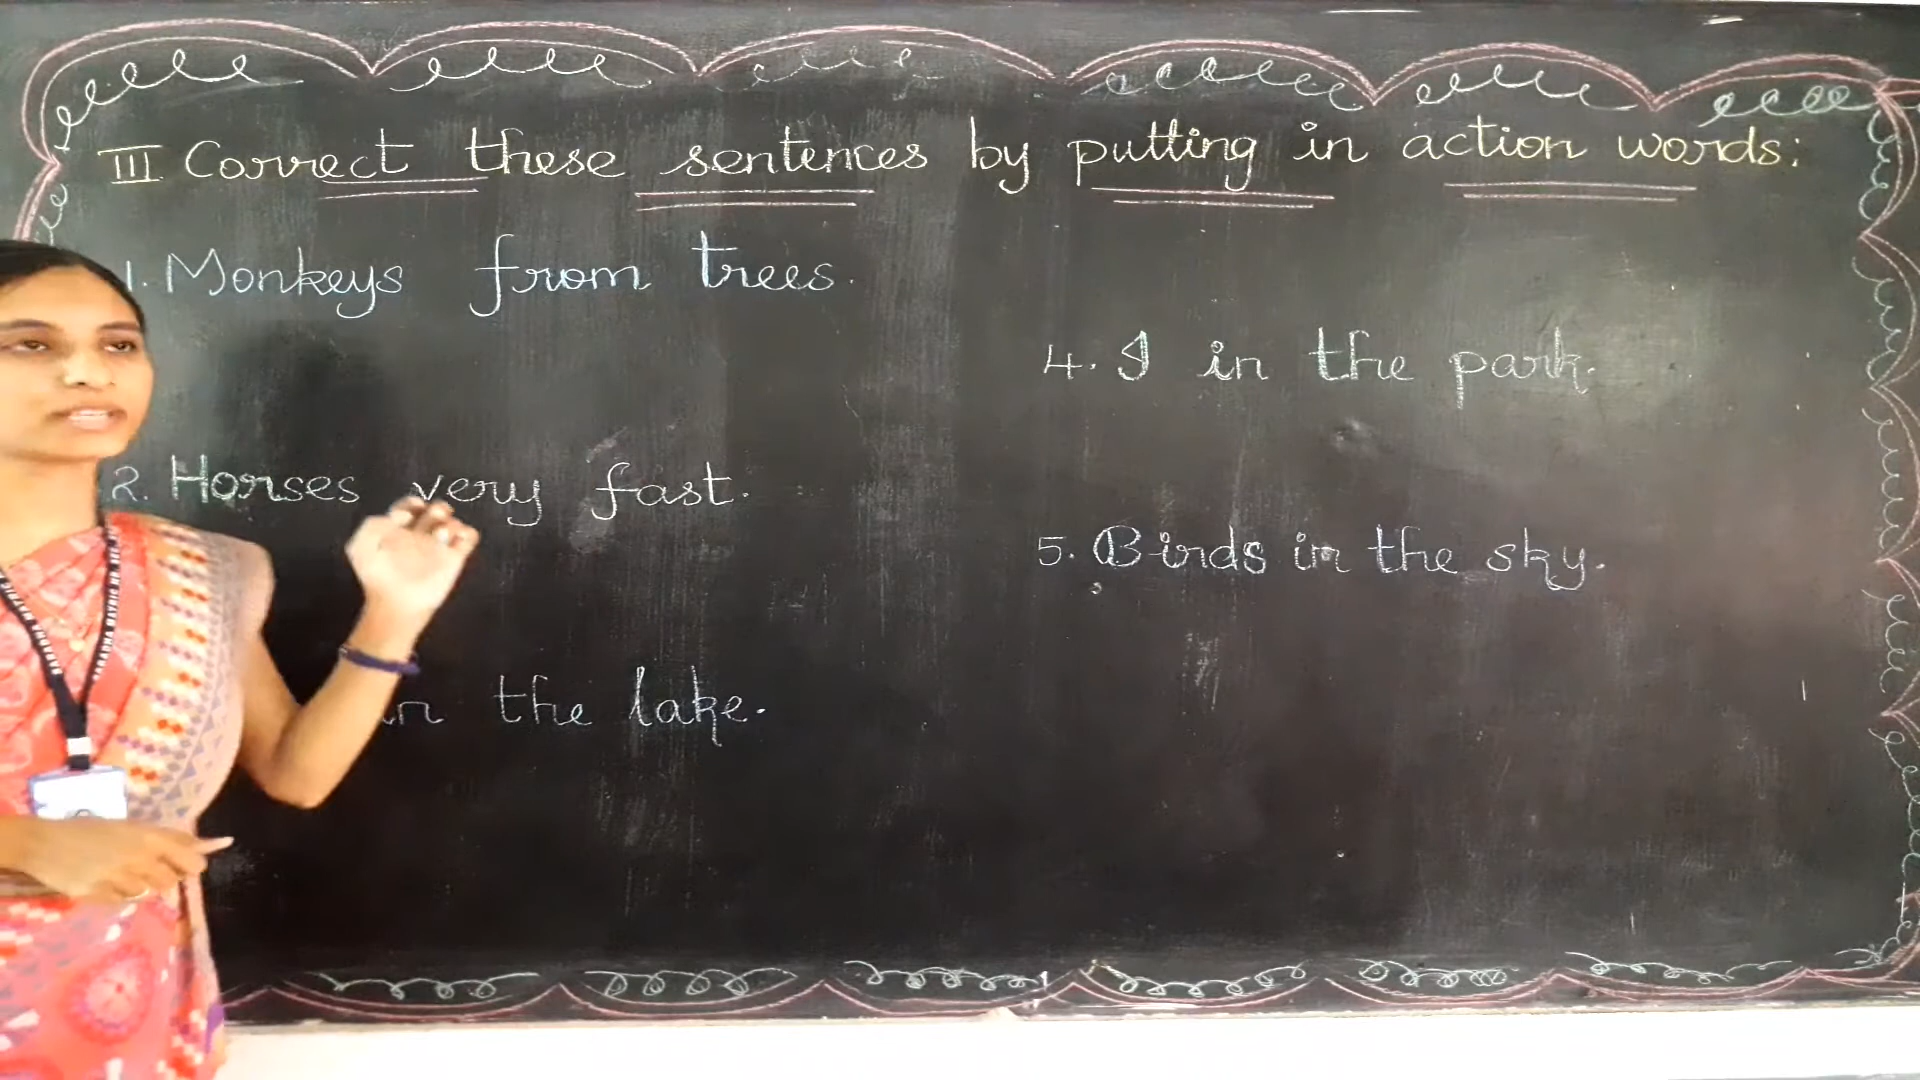 III Correct these sentences by putting in action words:
1. Monkeys from trees.
2. Horses very fast.
in the lake.
4. I in the park.
5. Birds in the sky.